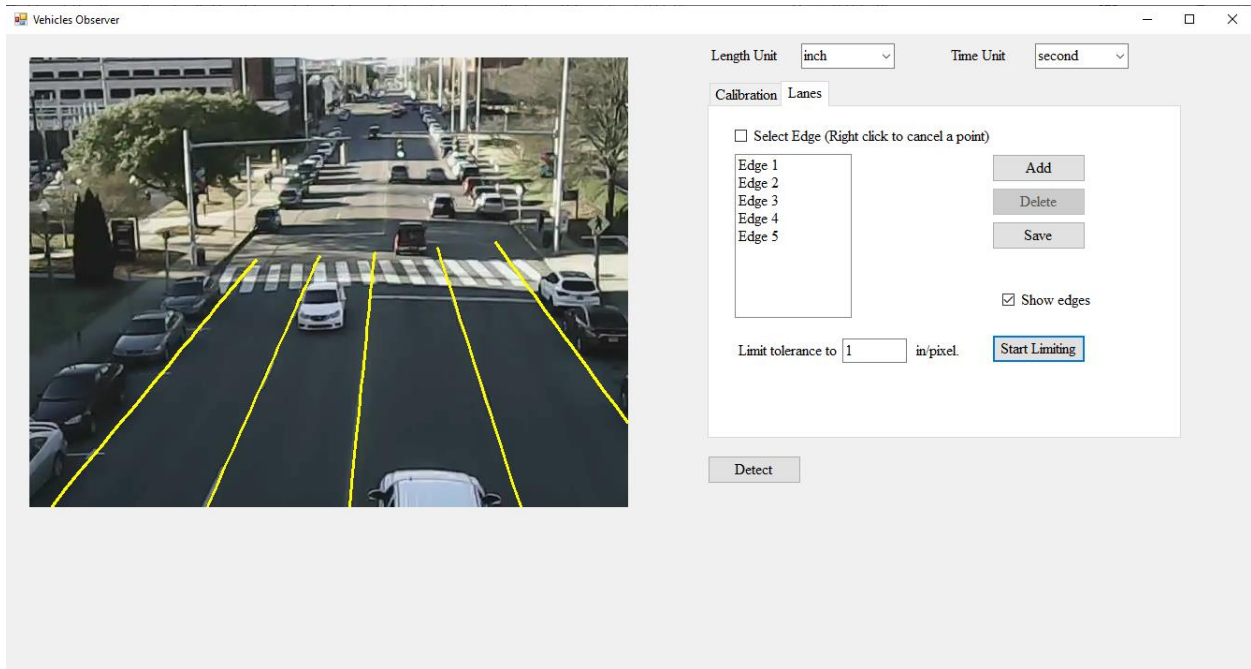 Vehicles Observer
Length Unit inch Time Unit second
Calibration Lanes
Select Edge (Right click to cancel a point)
Edge 1
Edge 2
Edge 3
Edge 4
Edge 5
Add
Delete
Save
Show edges
Limit tolerance to 1 in/pixel. Start Limiting
Detect